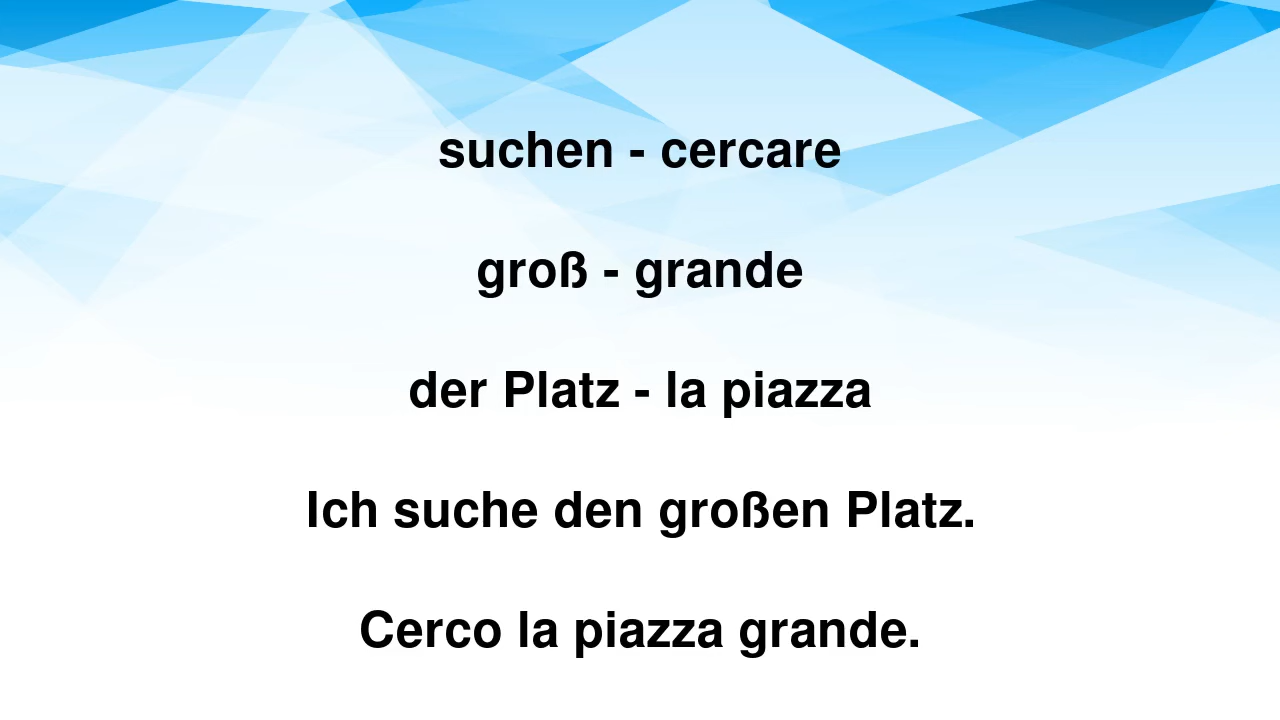 suchen - cercare
groß - grande
der Platz - la piazza
Ich suche den großen Platz.
Cerco la piazza grande.